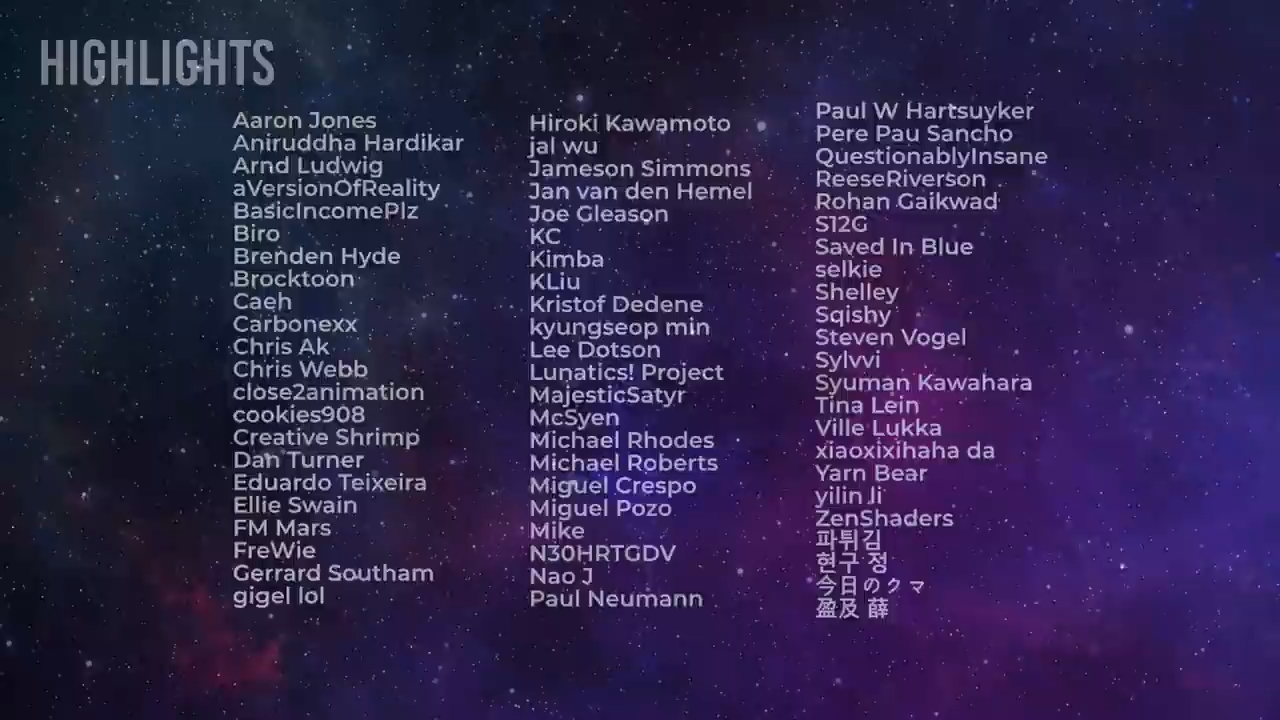 HIGHLIGHTS
Aaron Jones
Aniruddha Hardikar
Arnd Ludwig
aVersionOfReality
BasicIncomePlz
Biro
Brenden Hyde
Brocktoon
Caeh
Carbonexx
Chris Ak
Chris Webb
close2animation
cookies908
Creative Shrimp
Dan Turner
Eduardo Teixeira
Ellie Swain
FM Mars
FreWie
Gerrard Southam
gigel lol
Hiroki Kawamoto
jal wu
Jameson Simmons
Jan van den Hemel
Joe Gleason
KC
Kimba
KLiu
Kristof Dedene
kyungseop min
Lee Dotson
Lunatics! Project
MajesticSatyr
McSyen
Michael Rhodes
Michael Roberts
Miguel Crespo
Miguel Pozo
Mike
N30HRTGDV
Nao J
Paul Neumann
Paul W Hartsuyker
Pere Pau Sancho
QuestionablyInsane
ReeseRiverson
Rohan Gaikwad
S12G
Saved In Blue
selkie
Shelley
Sqishy
Steven Vogel
Sylvvi
Syuman Kawahara
Tina Lein
Ville Lukka
xiaoxixihaha da
Yarn Bear
yilin li
ZenShaders
파튀김
현구 정
今日のクマ
盈及 薛